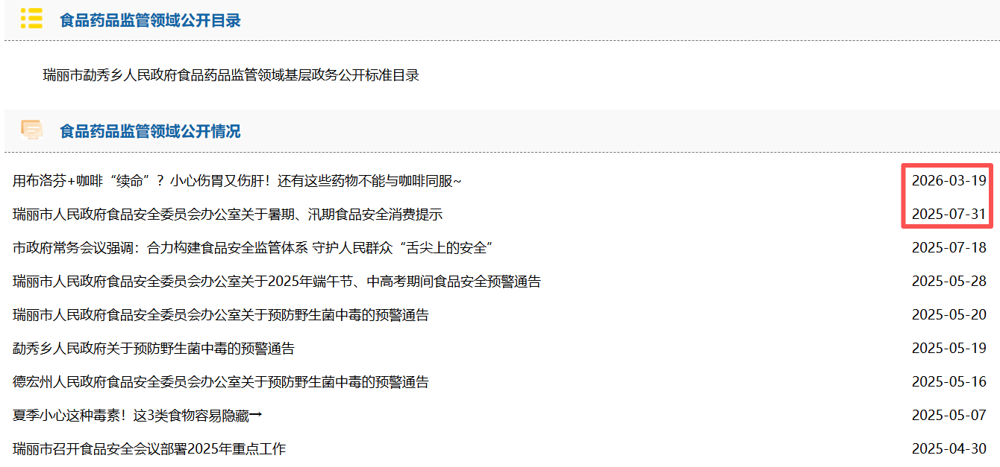 食品药品监管领域公开目录
瑞丽市勐秀乡人民政府食品药品监管领域基层政务公开标准目录
食品药品监管领域公开情况
用布洛芬+咖啡“续命”？小心伤胃又伤肝！还有这些药物不能与咖啡同服~ 2026-03-19
瑞丽市人民政府食品安全委员会办公室关于暑期、汛期食品安全消费提示 2025-07-31
市政府常务会议强调：合力构建食品安全监管体系 守护人民群众“舌尖上的安全” 2025-07-18
瑞丽市人民政府食品安全委员会办公室关于2025年端午节、中高考期间食品安全预警通告 2025-05-28
瑞丽市人民政府食品安全委员会办公室关于预防野生菌中毒的预警通告 2025-05-20
勐秀乡人民政府关于预防野生菌中毒的预警通告 2025-05-19
德宏州人民政府食品安全委员会办公室关于预防野生菌中毒的预警通告 2025-05-16
夏季小心这种毒素！这3类食物容易隐藏→ 2025-05-07
瑞丽市召开食品安全会议部署2025年重点工作 2025-04-30